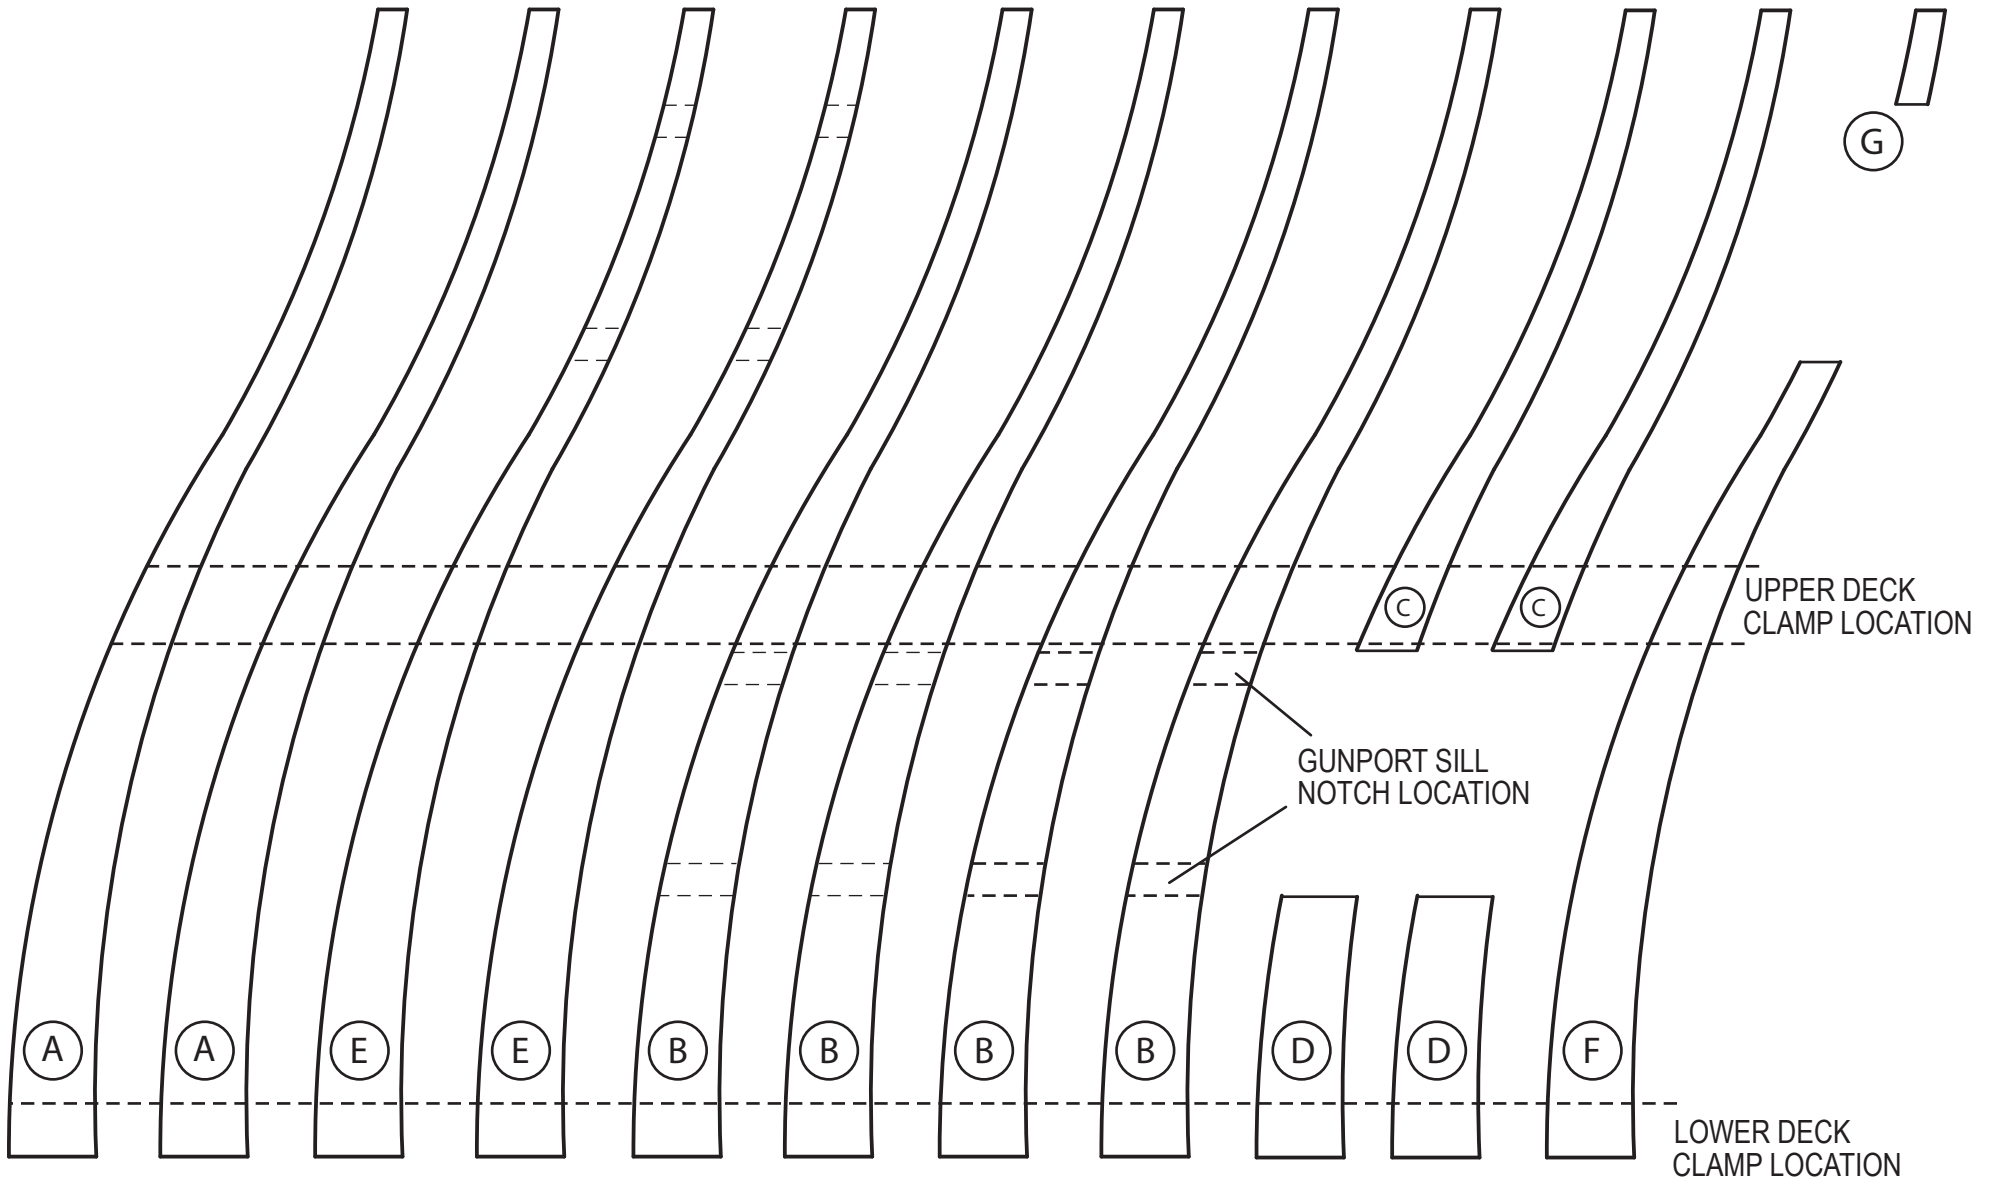 G
C
C
UPPER DECK
CLAMP LOCATION
GUNPORT SILL
NOTCH LOCATION
A
A
E
E
B
B
B
B
D
D
F
LOWER DECK
CLAMP LOCATION